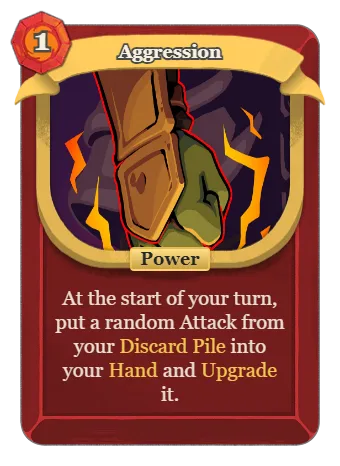 1
Aggression
Power
At the start of your turn,
put a random Attack from
your Discard Pile into
your Hand and Upgrade
it.